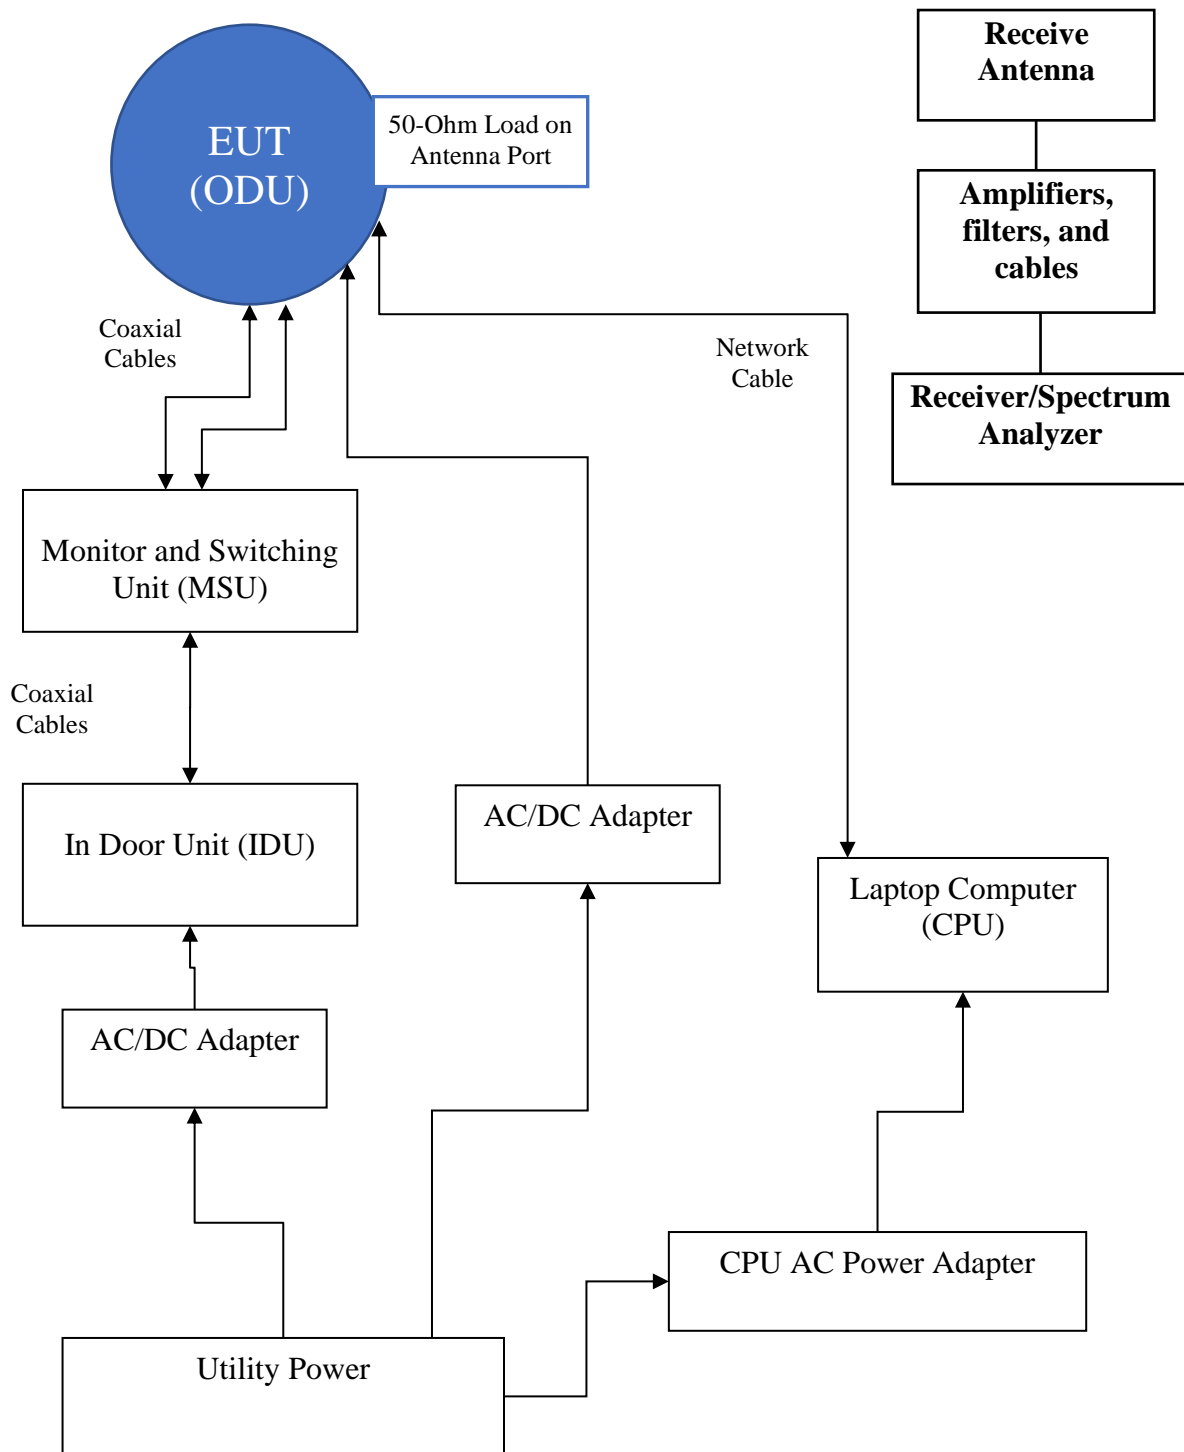 EUT
(ODU)
50-Ohm Load on
Antenna Port
Receive
Antenna
Amplifiers,
filters, and
cables
Receiver/Spectrum
Analyzer
Coaxial
Cables
Network
Cable
Monitor and Switching
Unit (MSU)
Coaxial
Cables
In Door Unit (IDU)
AC/DC Adapter
Laptop Computer
(CPU)
AC/DC Adapter
CPU AC Power Adapter
Utility Power